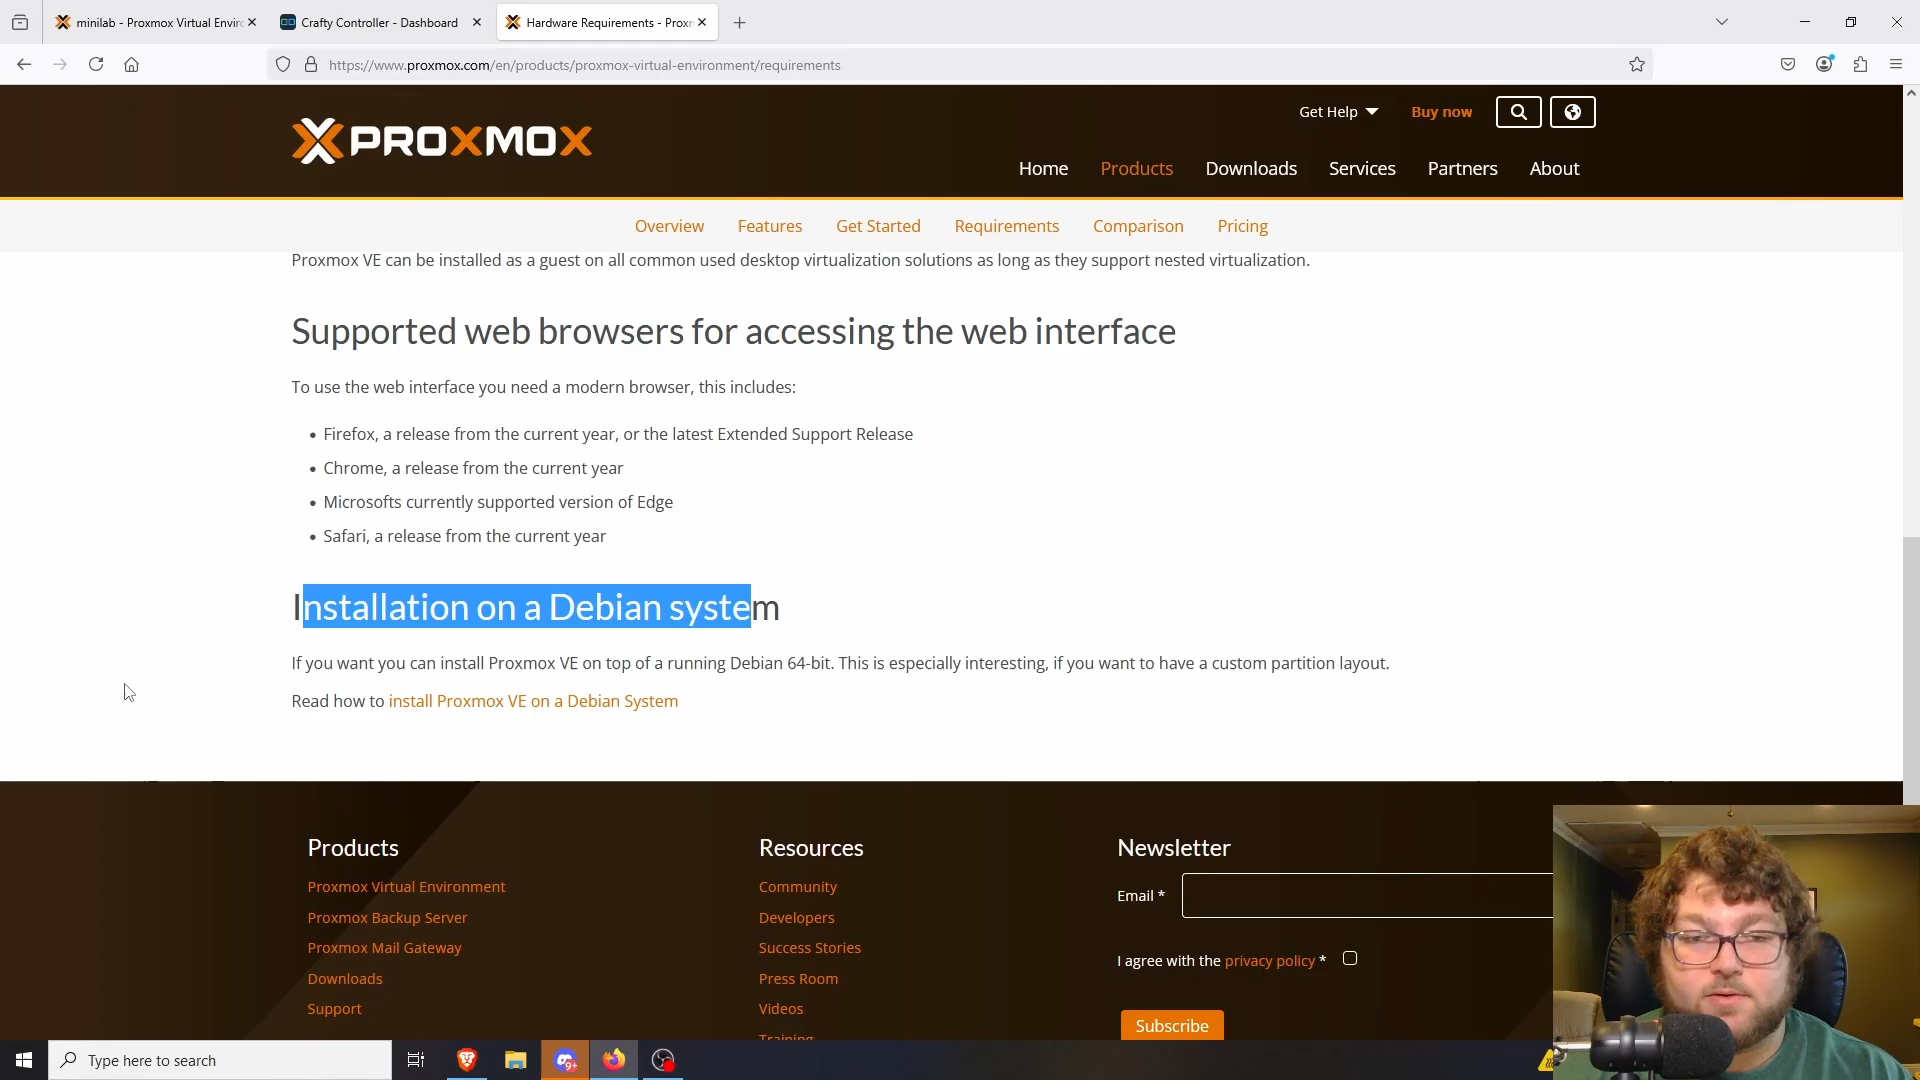 minilab - Proxmox Virtual Envir
Crafty Controller - Dashboard
Hardware Requirements - Proxn
https://www.proxmox.com/en/products/proxmox-virtual-environment/requirements
Get Help
Buy now
PROXMOX
Home
Products
Downloads
Services
Partners
About
Overview
Features
Get Started
Requirements
Comparison
Pricing
Proxmox VE can be installed as a guest on all common used desktop virtualization solutions as long as they support nested virtualization.
Supported web browsers for accessing the web interface
To use the web interface you need a modern browser, this includes:
Firefox, a release from the current year, or the latest Extended Support Release
Chrome, a release from the current year
Microsofts currently supported version of Edge
Safari, a release from the current year
Installation on a Debian system
If you want you can install Proxmox VE on top of a running Debian 64-bit. This is especially interesting, if you want to have a custom partition layout.
Read how to install Proxmox VE on a Debian System
Products
Proxmox Virtual Environment
Proxmox Backup Server
Proxmox Mail Gateway
Downloads
Support
Resources
Community
Developers
Success Stories
Press Room
Videos
Training
Newsletter
Email *
I agree with the privacy policy *
Subscribe
Type here to search
9+